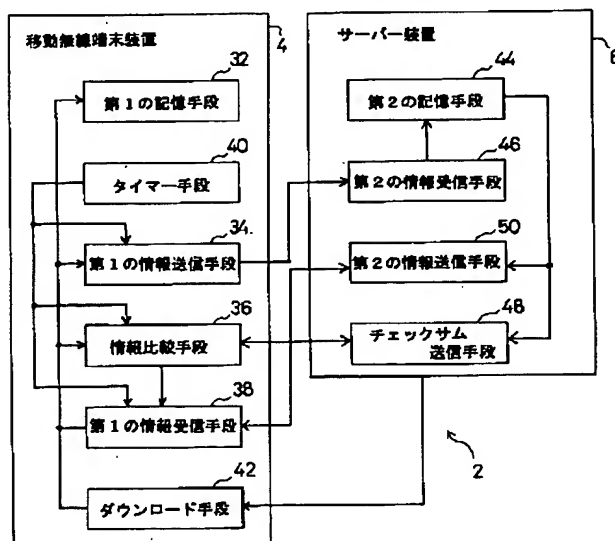 移動無線端末装置
4
32
第１の記憶手段
40
タイマー手段
34
第１の情報送信手段
36
情報比較手段
38
第１の情報受信手段
42
ダウンロード手段
サーバー装置
6
44
第２の記憶手段
46
第２の情報受信手段
50
第２の情報送信手段
48
チェックサム
送信手段
2